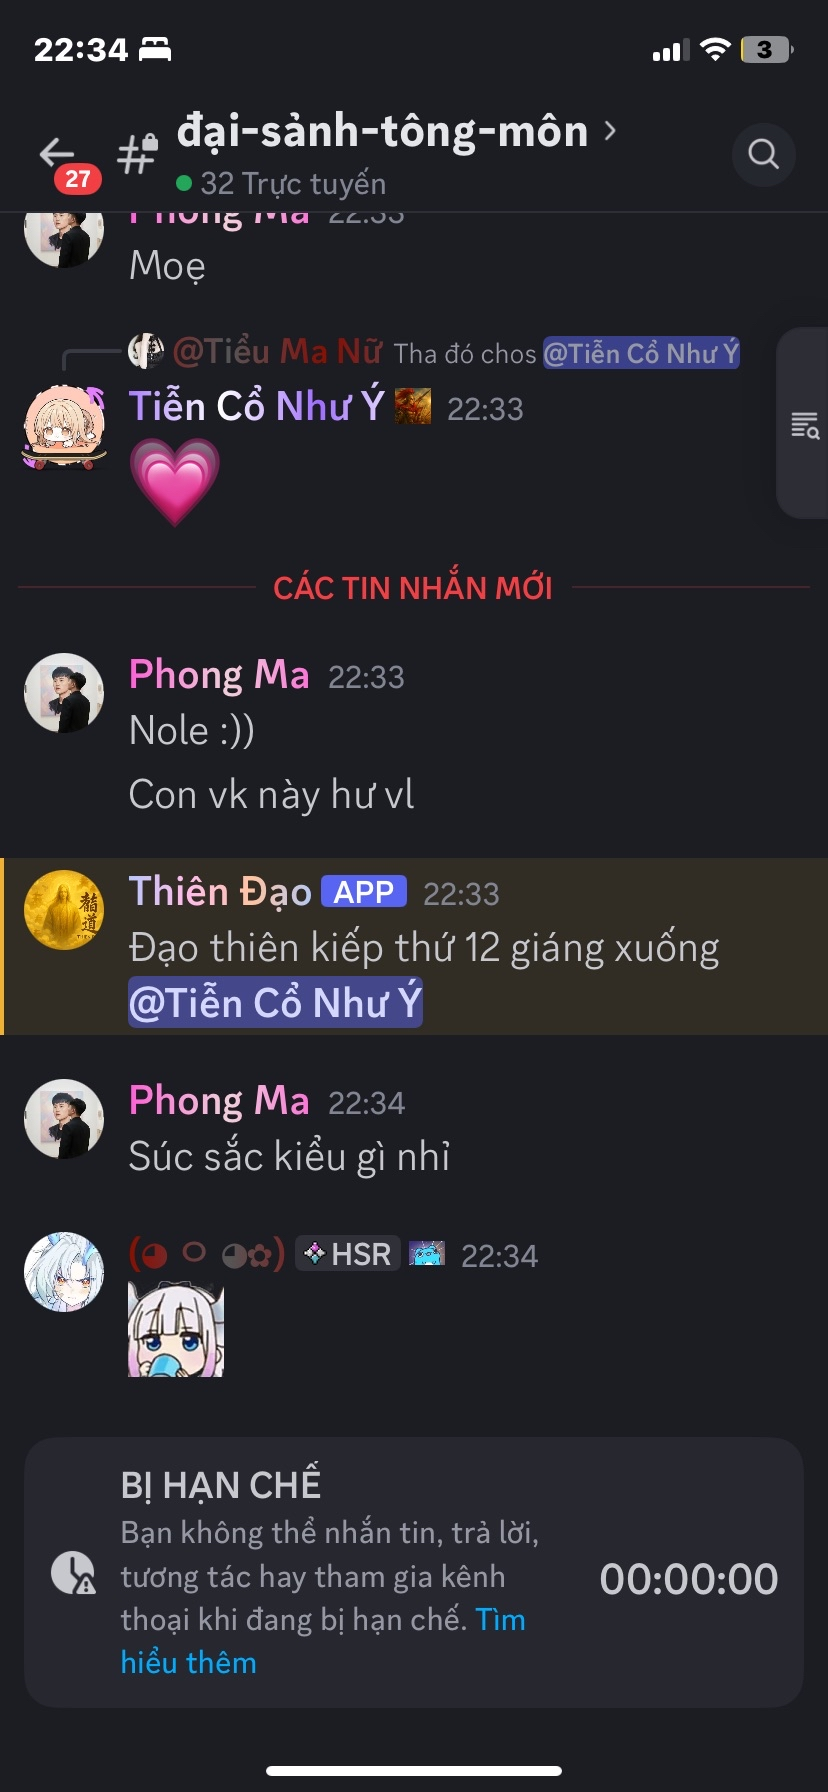 22:34
3
đại-sảnh-tông-môn
27
32 Trực tuyến
Phong Ma 22:33
Moẹ
@Tiểu Ma Nữ Tha đó chos @Tiễn Cổ Như Ý
Tiễn Cổ Như Ý 22:33
CÁC TIN NHẮN MỚI
Phong Ma 22:33
Nole :))
Con vk này hư vl
Thiên Đạo APP 22:33
Đạo thiên kiếp thứ 12 giáng xuống
@Tiễn Cổ Như Ý
Phong Ma 22:34
Súc sắc kiểu gì nhỉ
HSR 22:34
BỊ HẠN CHẾ
Bạn không thể nhắn tin, trả lời,
tương tác hay tham gia kênh
thoại khi đang bị hạn chế. Tìm
hiểu thêm
00:00:00